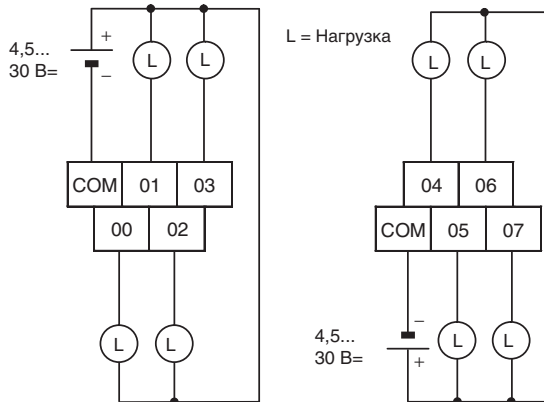 4,5...
30 В=
+
−
L L
COM 01 03
00 02
L L
L = Нагрузка
L L
04 06
COM 05 07
4,5...
30 В=
−
+
L L